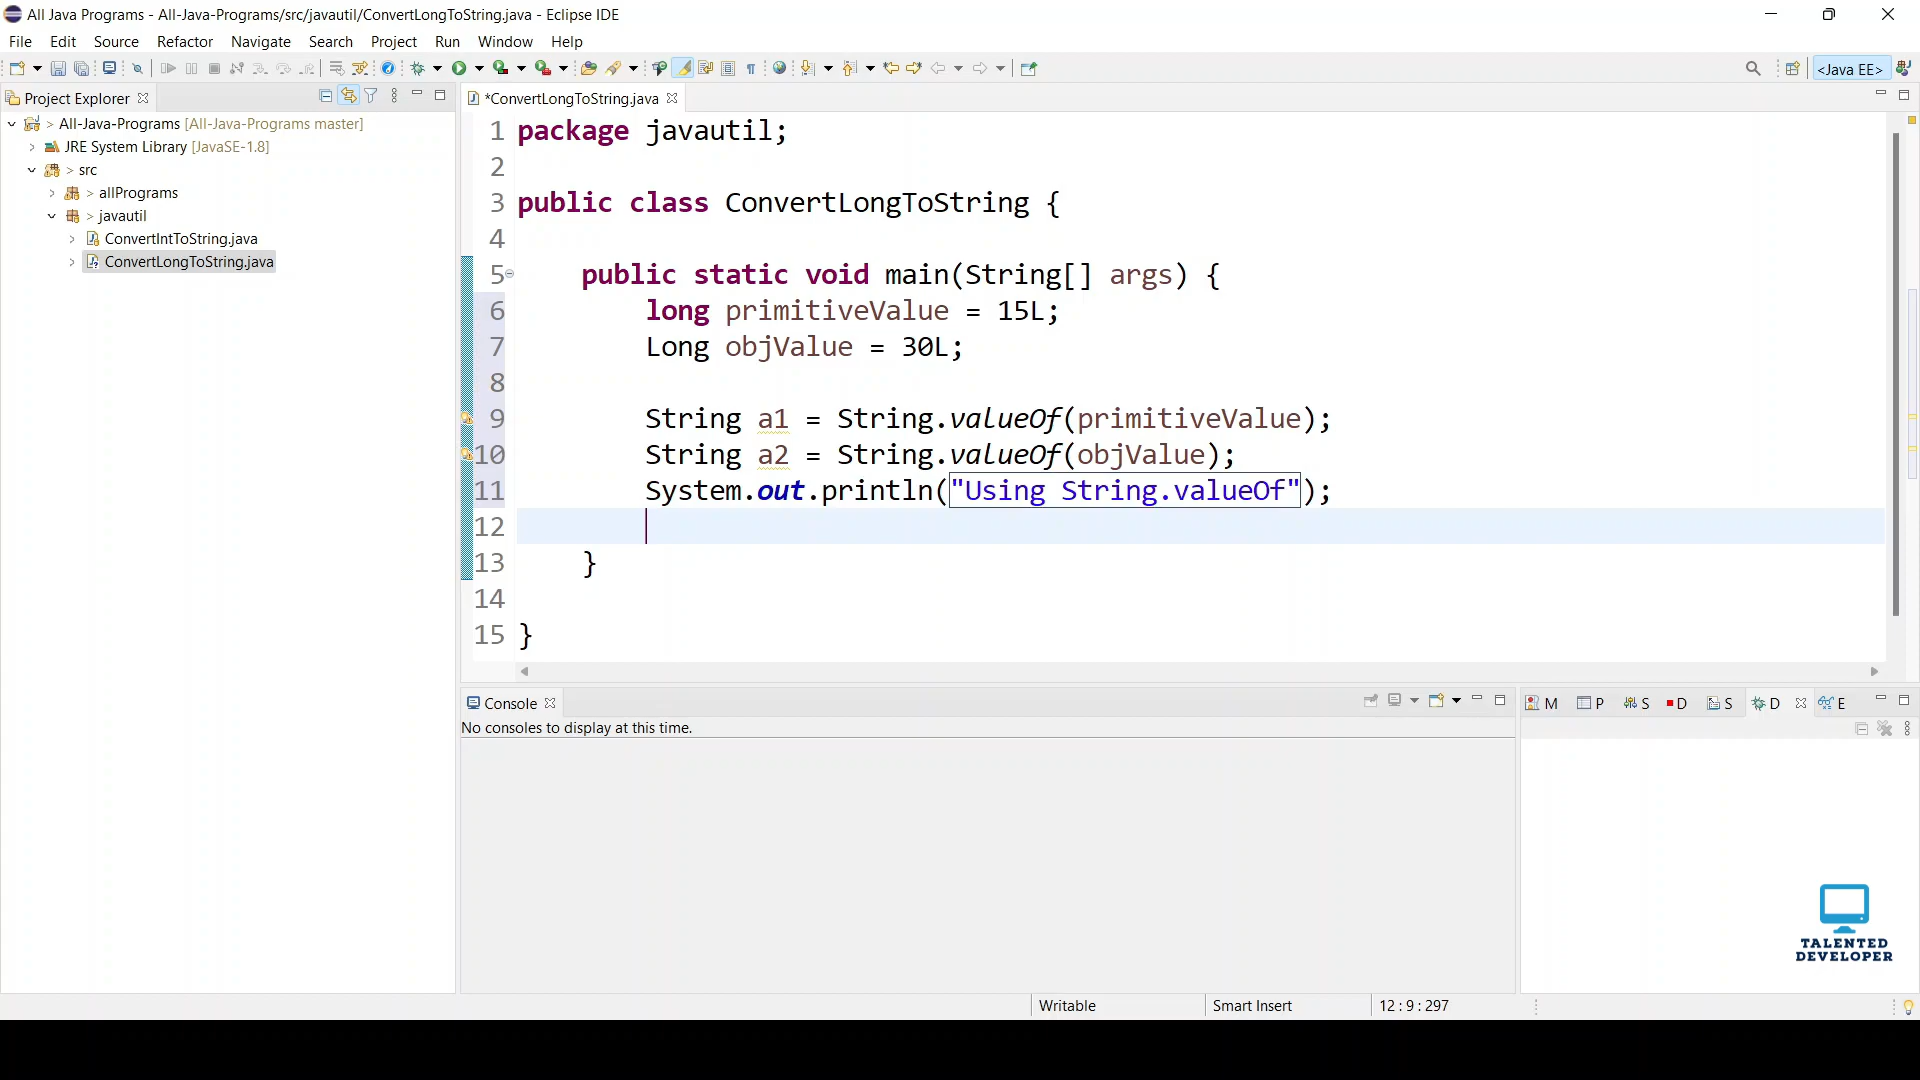 All Java Programs - All-Java-Programs/src/javautil/ConvertLongToString.java - Eclipse IDE
File Edit Source Refactor Navigate Search Project Run Window Help
<Java EE>
Project Explorer
*ConvertLongToString.java
> All-Java-Programs [All-Java-Programs master]
JRE System Library [JavaSE-1.8]
> src
> allPrograms
> javautil
ConvertIntToString.java
ConvertLongToString.java
1 package javautil;
2
3 public class ConvertLongToString {
4
5 public static void main(String[] args) {
6 long primitiveValue = 15L;
7 Long objValue = 30L;
8
9 String a1 = String.valueOf(primitiveValue);
10 String a2 = String.valueOf(objValue);
11 System.out.println("Using String.valueOf");
12
13 }
14
15 }
Console
No consoles to display at this time.
M P S D S D E
TALENTED
DEVELOPER
Writable Smart Insert 12 : 9 : 297